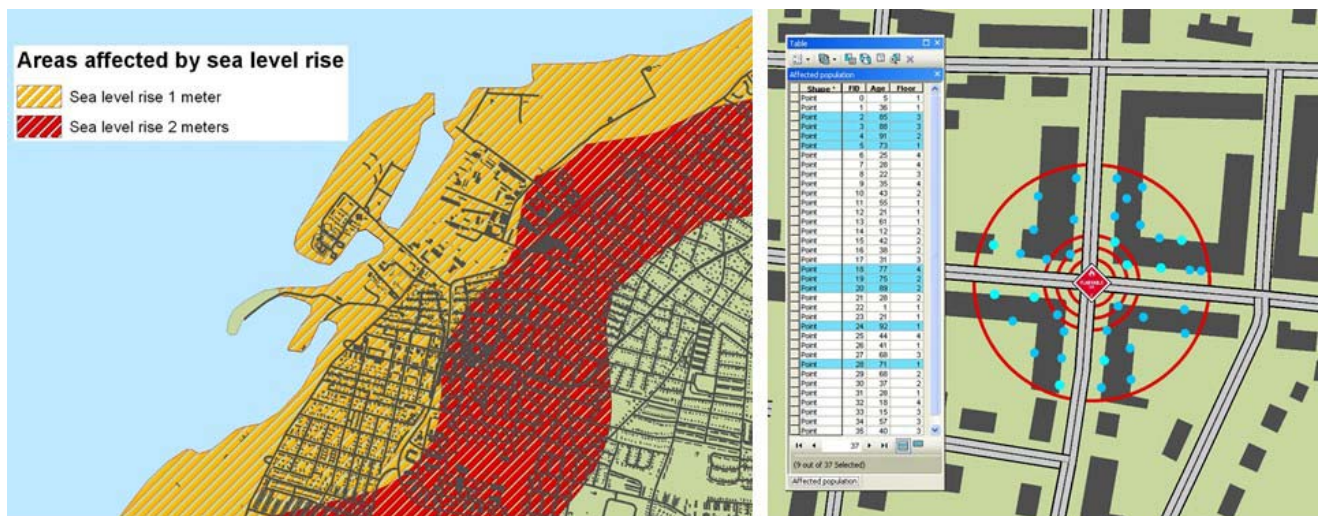 Areas affected by sea level rise
Sea level rise 1 meter
Sea level rise 2 meters
Table
Affected population
Shape * FID Age Floor
Point 0 5 1
Point 1 36 1
Point 2 85 3
Point 3 88 3
Point 4 91 2
Point 5 73 1
Point 6 25 4
Point 7 28 4
Point 8 22 3
Point 9 35 4
Point 10 43 2
Point 11 55 1
Point 12 21 1
Point 13 61 1
Point 14 12 2
Point 15 42 2
Point 16 38 2
Point 17 31 3
Point 18 77 4
Point 19 75 2
Point 20 89 2
Point 21 28 2
Point 22 1 1
Point 23 21 1
Point 24 92 1
Point 25 44 4
Point 26 41 1
Point 27 68 3
Point 28 71 1
Point 29 68 2
Point 30 37 2
Point 31 28 1
Point 32 18 4
Point 33 15 3
Point 34 57 3
Point 35 40 3
37
(9 out of 37 Selected)
Affected population